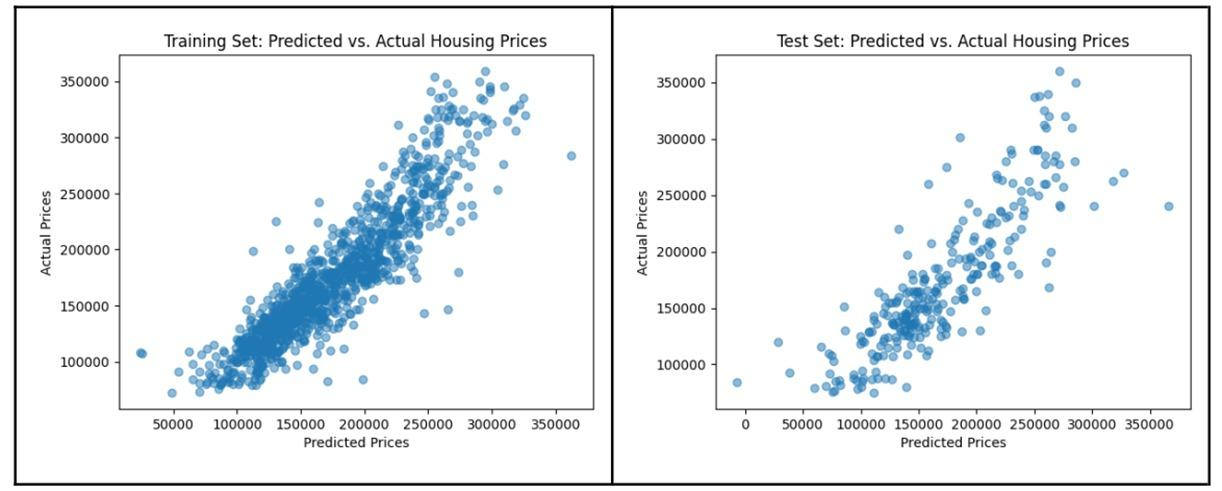 Training Set: Predicted vs. Actual Housing Prices
350000
300000
250000
200000
150000
100000
Actual Prices
50000 100000 150000 200000 250000 300000 350000
Predicted Prices
Test Set: Predicted vs. Actual Housing Prices
350000
300000
250000
200000
150000
100000
Actual Prices
0 50000 100000 150000 200000 250000 300000 350000
Predicted Prices